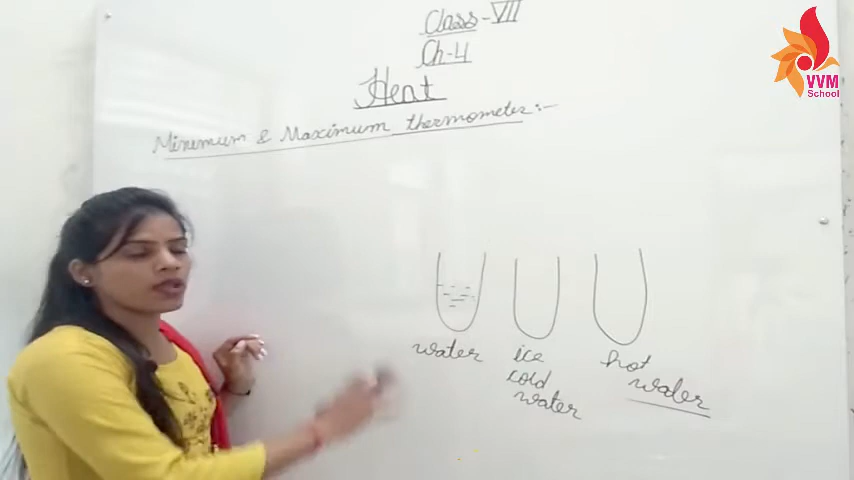 Class-VII
Ch-4
Heat
Minimum & Maximum thermometer:-
water
ice
cold
water
hot
water
VVM
School